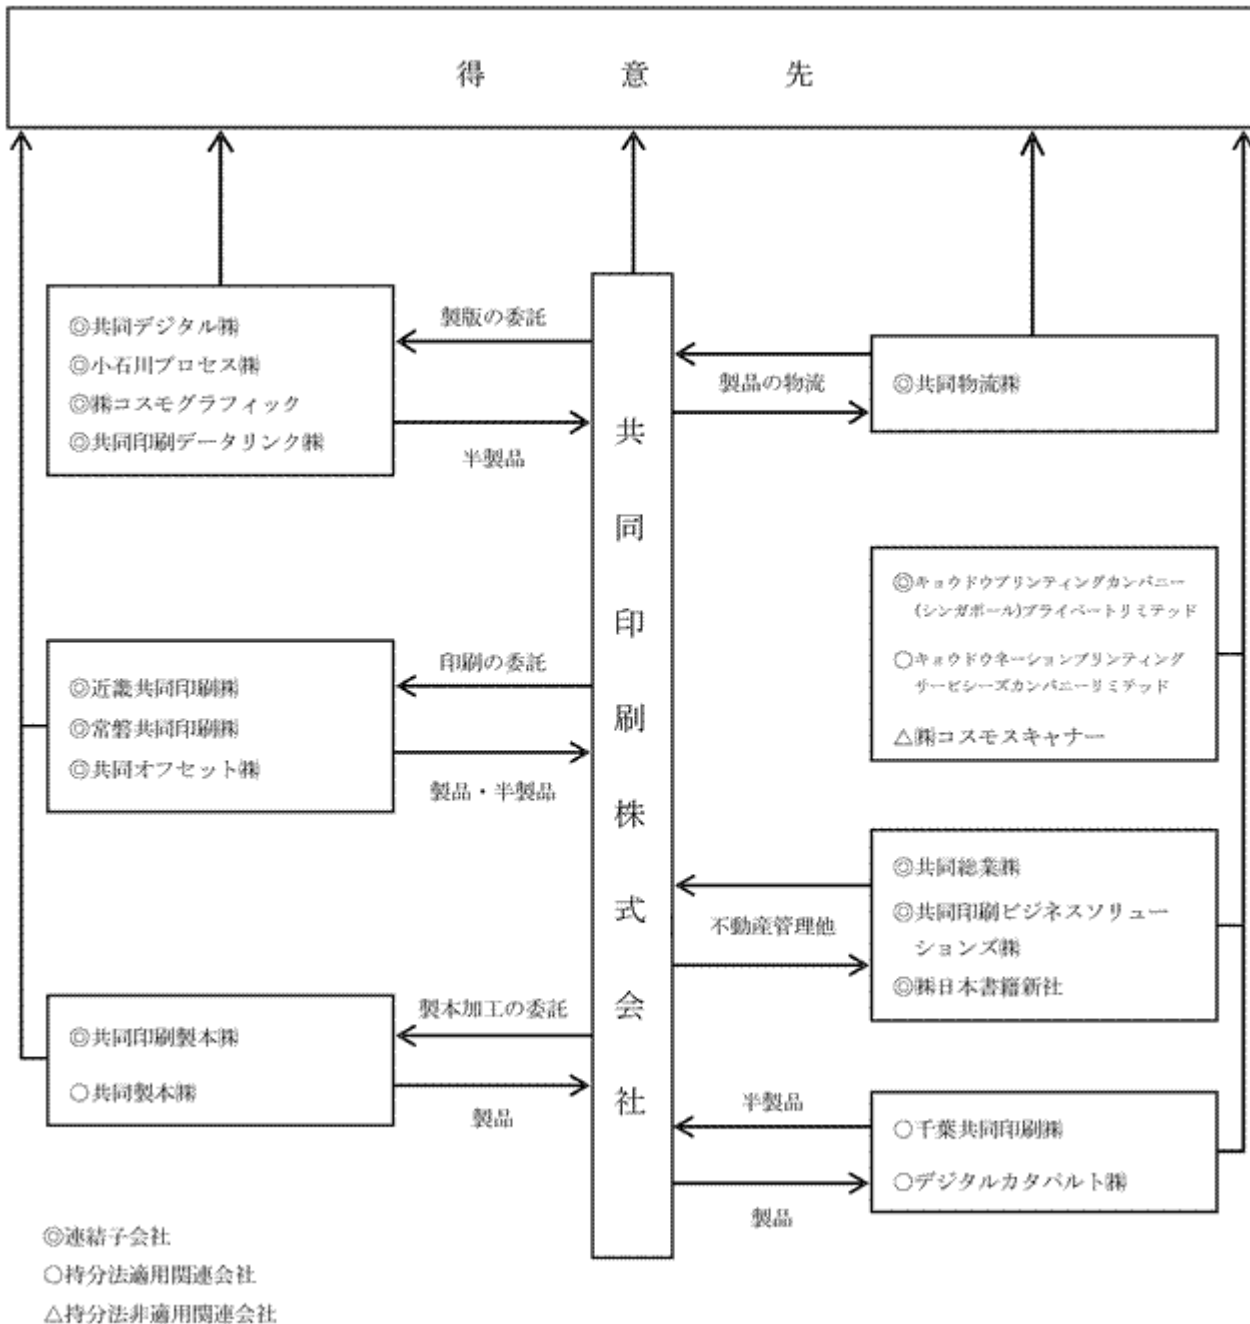 得意先
◎共同デジタル㈱
◎小石川プロセス㈱
◎㈱コスモグラフィック
◎共同印刷データリンク㈱
製版の委託
半製品
◎近畿共同印刷㈱
◎常磐共同印刷㈱
◎共同オフセット㈱
印刷の委託
製品・半製品
◎共同印刷製本㈱
○共同製本㈱
製本加工の委託
製品
共同印刷株式会社
製品の物流
◎共同物流㈱
◎キョウドウプリンティングカンパニー
(シンガポール)プライベートリミテッド
○キョウドウネーションプリンティング
サービシーズカンパニーリミテッド
△㈱コスモスキャナー
不動産管理他
◎共同総業㈱
◎共同印刷ビジネスソリュー
ションズ㈱
◎㈱日本書籍新社
半製品
製品
○千葉共同印刷㈱
○デジタルカタパルト㈱
◎連結子会社
○持分法適用関連会社
△持分法非適用関連会社